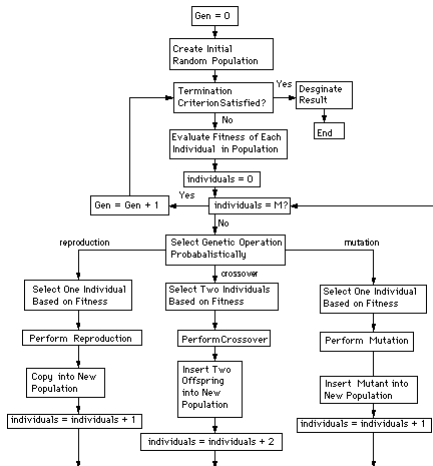 Gen = 0
Create Initial
Random Population
Termination
Criterion Satisfied?
Yes
Desginate
Result
End
No
Evaluate Fitness of Each
Individual in Population
individuals = 0
Gen = Gen + 1
Yes
individuals = M?
No
reproduction
Select Genetic Operation
Probabalistically
mutation
crossover
Select One Individual
Based on Fitness
Select Two Individuals
Based on Fitness
Select One Individual
Based on Fitness
Perform Reproduction
Perform Crossover
Perform Mutation
Copy into New
Population
Insert Two
Offspring
into New
Population
Insert Mutant into
New Population
individuals = individuals + 1
individuals = individuals + 2
individuals = individuals + 1